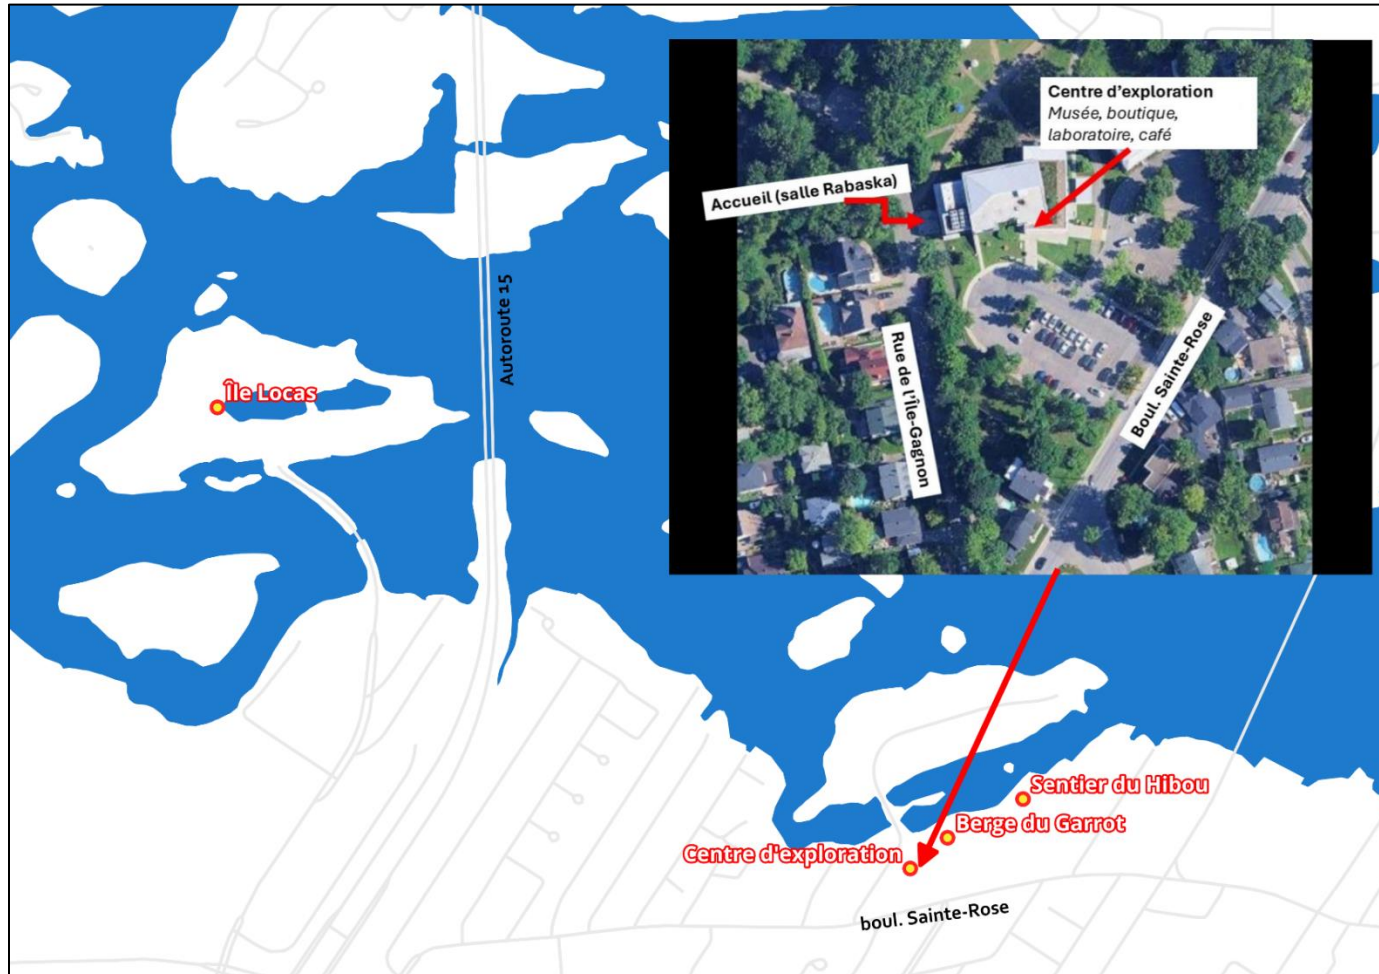 Centre d'exploration
Musée, boutique,
laboratoire, café
Accueil (salle Rabaska)
Autoroute 15
Rue de l'Île-Gagnon
Boul. Sainte-Rose
Île Locas
Sentier du Hibou
Berge du Garrot
Centre d'exploration
boul. Sainte-Rose